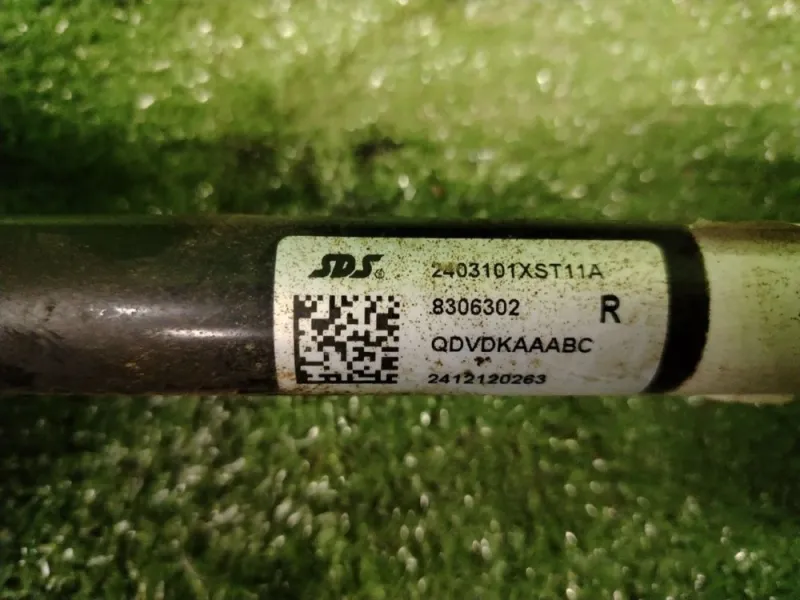 SDS®
2403101XST11A
8306302 R
QDVDKAAABC
2412120263